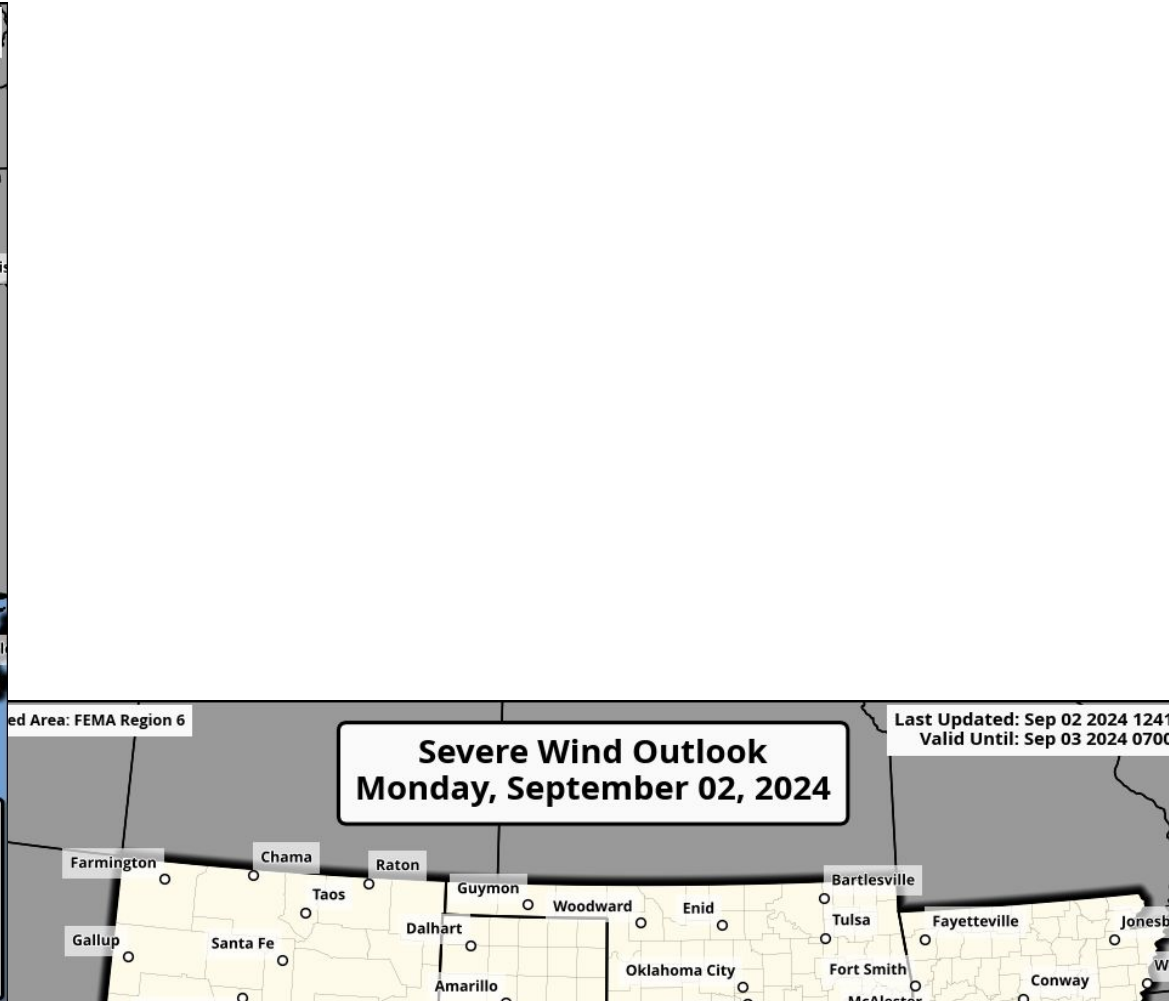 ed Area: FEMA Region 6
Severe Wind Outlook
Monday, September 02, 2024
Last Updated: Sep 02 2024 1241
Valid Until: Sep 03 2024 0700
Farmington
Chama
Raton
Taos
Guymon
Woodward
Enid
Bartlesville
Tulsa
Fayetteville
Jonesb
Dalhart
Gallup
Santa Fe
Amarillo
Oklahoma City
Fort Smith
McAlester
Conway
W